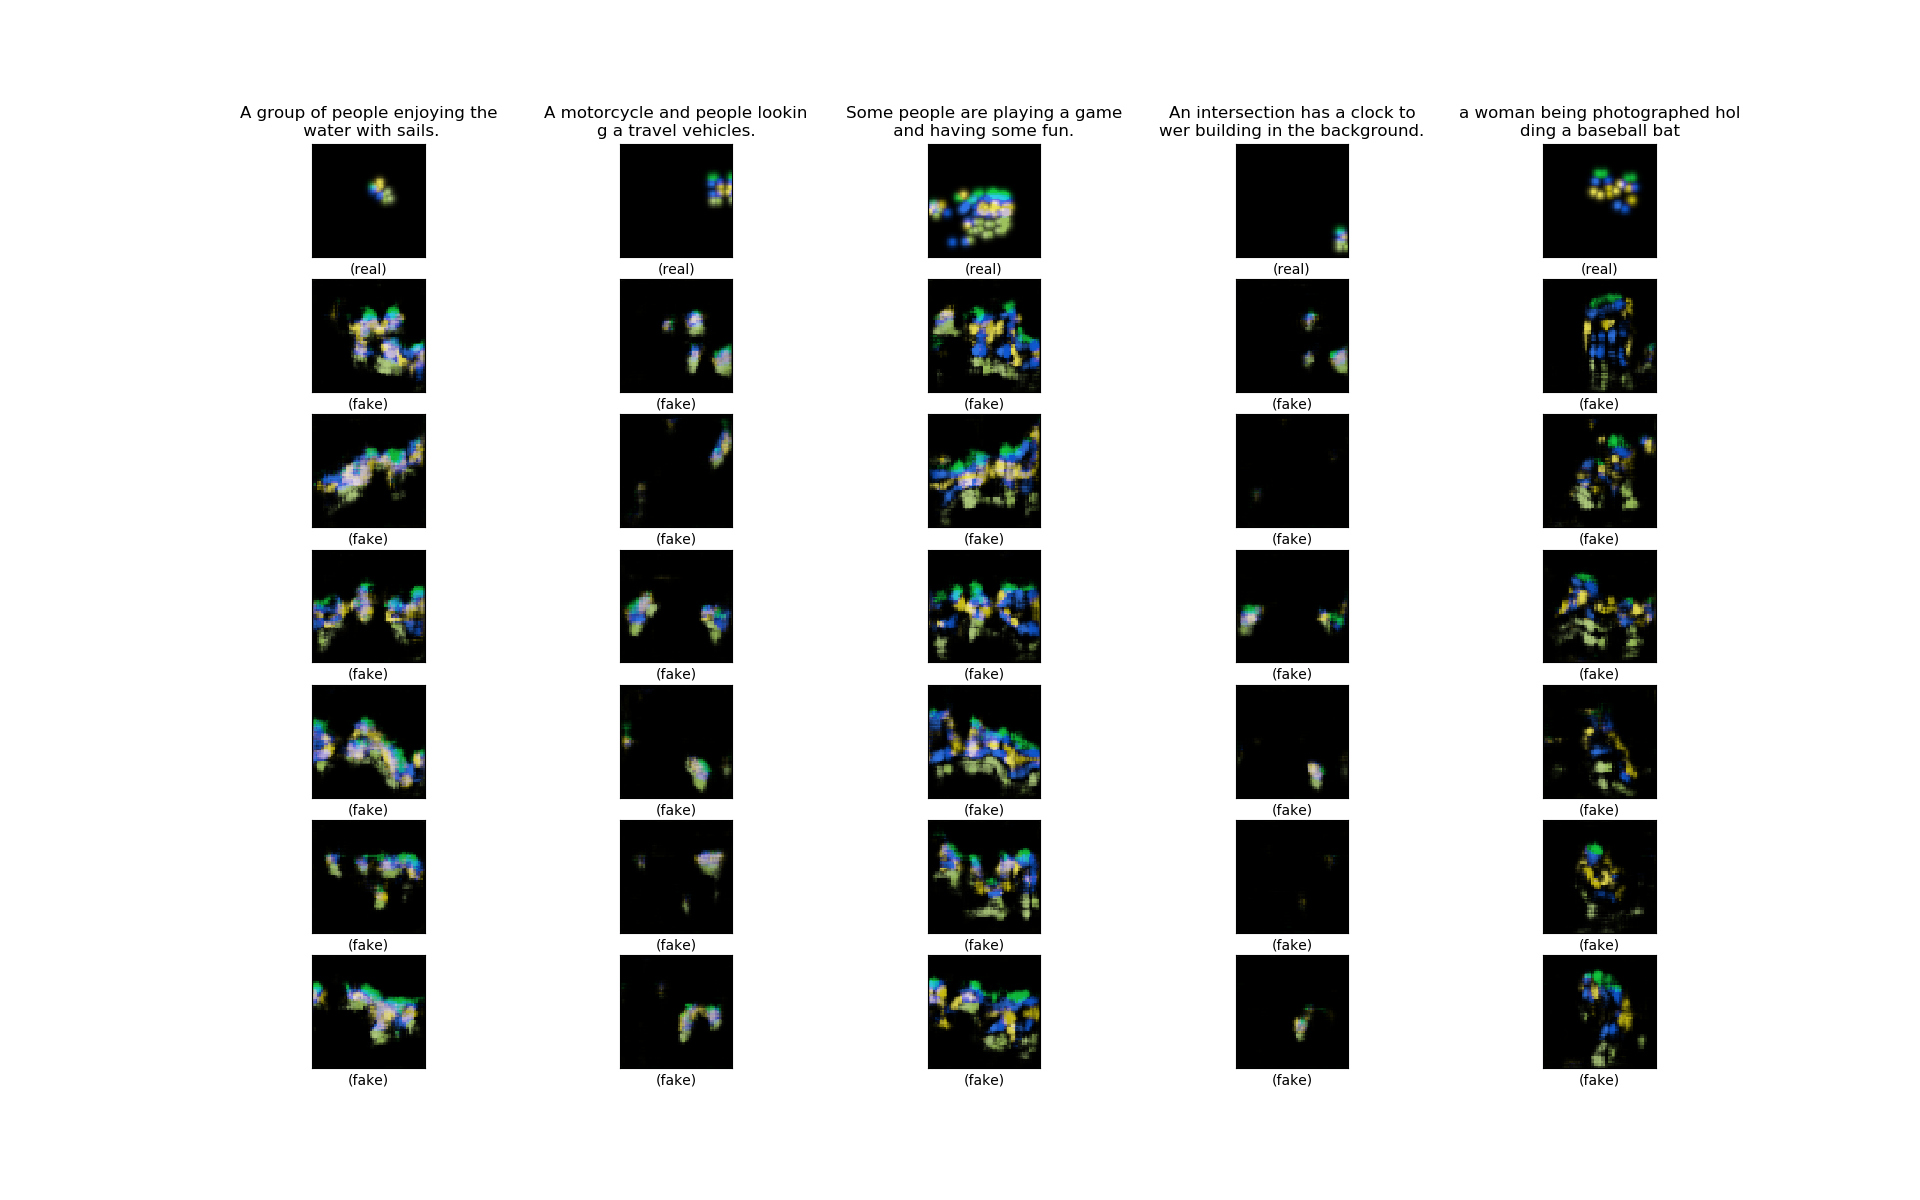 A group of people enjoying the
water with sails.
A motorcycle and people lookin
g a travel vehicles.
Some people are playing a game
and having some fun.
An intersection has a clock to
wer building in the background.
a woman being photographed hol
ding a baseball bat
(real) (real) (real) (real) (real)
(fake) (fake) (fake) (fake) (fake)
(fake) (fake) (fake) (fake) (fake)
(fake) (fake) (fake) (fake) (fake)
(fake) (fake) (fake) (fake) (fake)
(fake) (fake) (fake) (fake) (fake)
(fake) (fake) (fake) (fake) (fake)